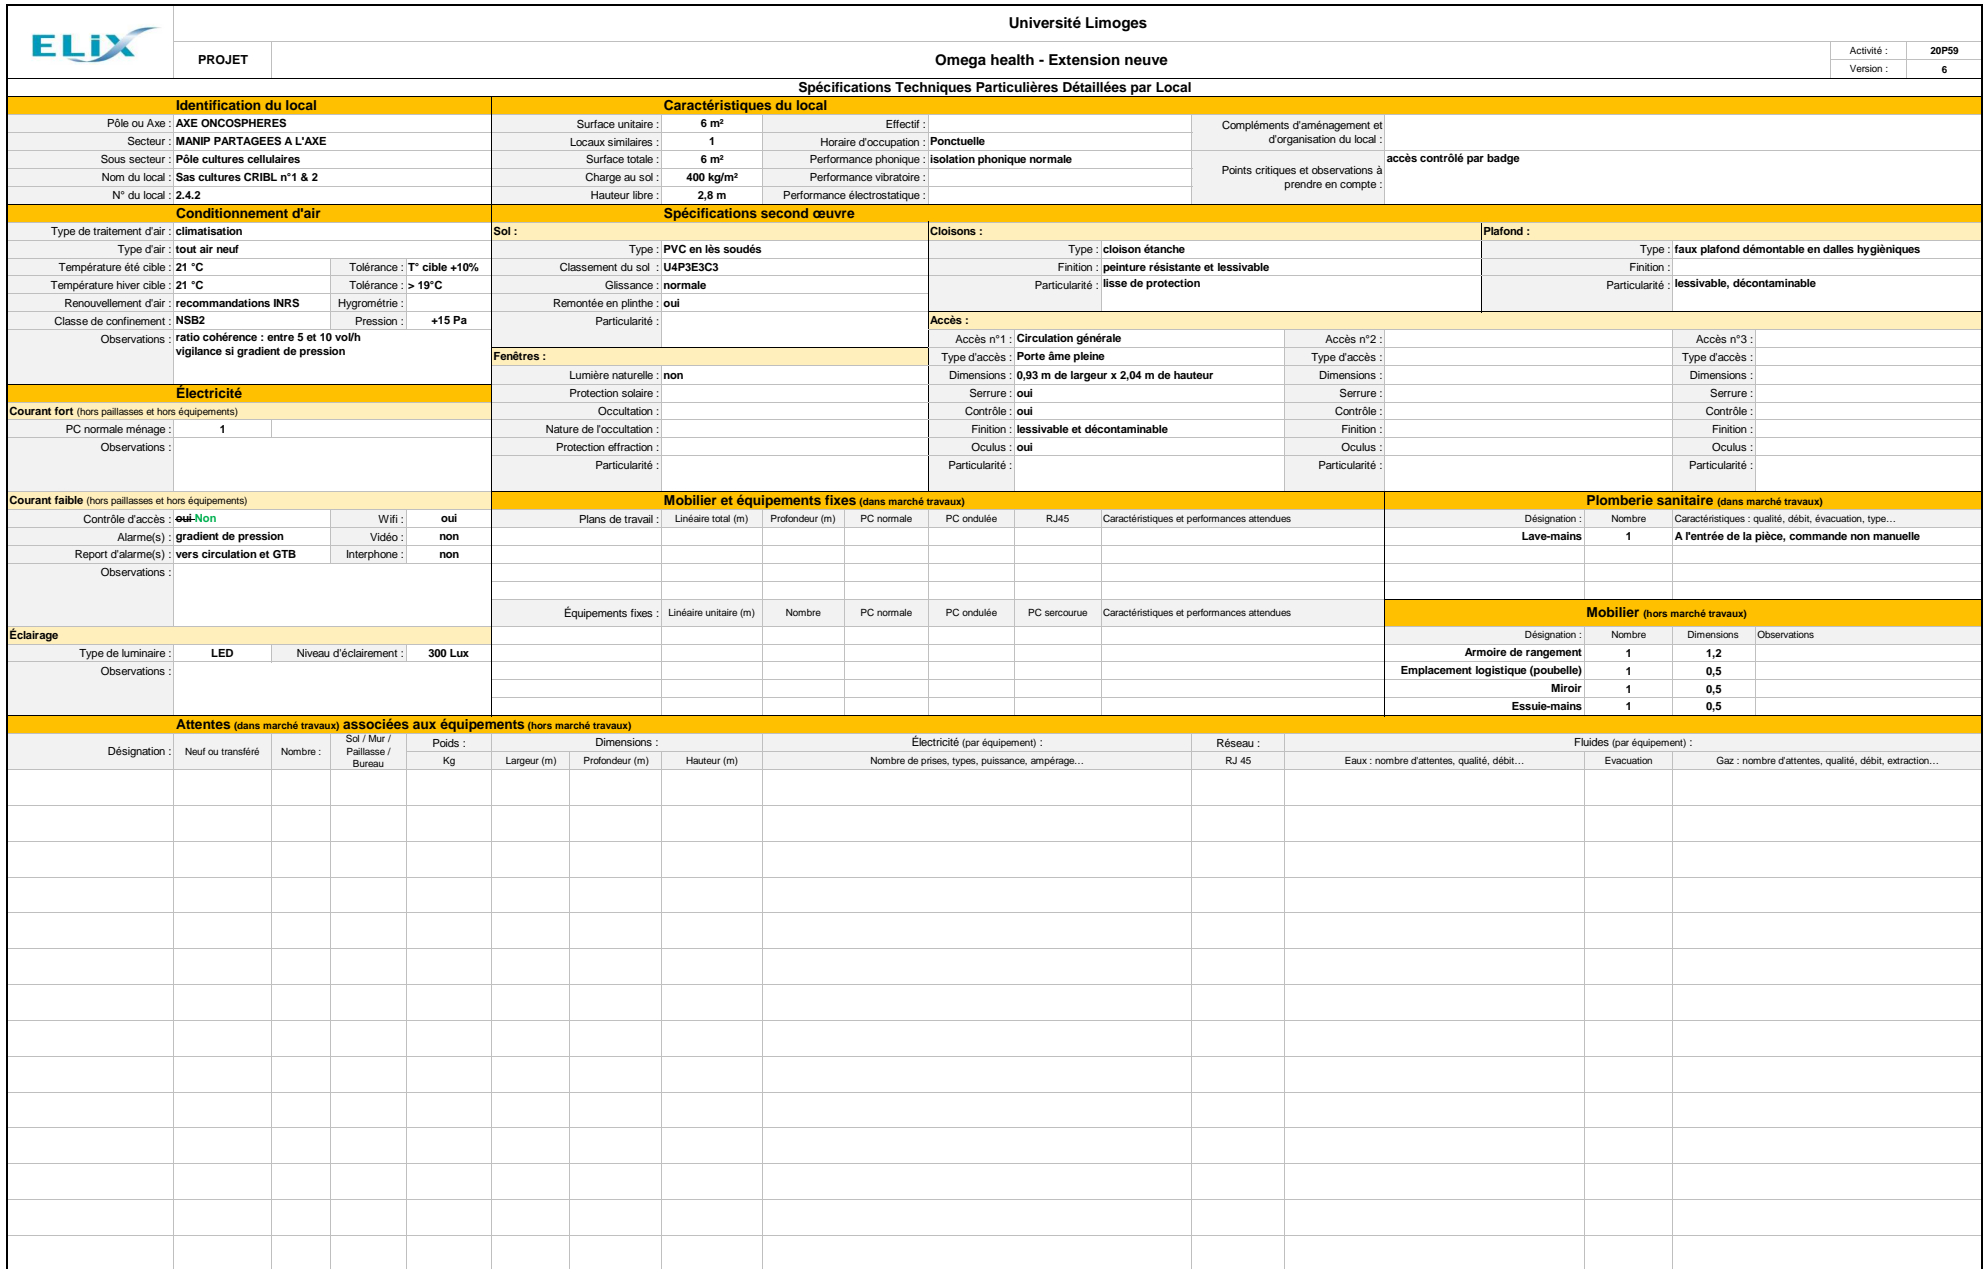 ELiX
Université Limoges
PROJET
Omega health - Extension neuve
Activité : 20P59
Version : 6
Spécifications Techniques Particulières Détaillées par Local
Identification du local
Pôle ou Axe : AXE ONCOSPHERES
Secteur : MANIP PARTAGEES A L'AXE
Sous secteur : Pôle cultures cellulaires
Nom du local : Sas cultures CRIBL n°1 & 2
N° du local : 2.4.2
Caractéristiques du local
Surface unitaire : 6 m²
Locaux similaires : 1
Surface totale : 6 m²
Charge au sol : 400 kg/m²
Hauteur libre : 2,8 m
Effectif :
Horaire d'occupation : Ponctuelle
Performance phonique : isolation phonique normale
Performance vibratoire :
Performance électrostatique :
Compléments d'aménagement et
d'organisation du local :
Points critiques et observations à
prendre en compte :
accès contrôlé par badge
Conditionnement d'air
Type de traitement d'air : climatisation
Type d'air : tout air neuf
Température été cible : 21 °C Tolérance : T° cible +10%
Température hiver cible : 21 °C Tolérance : > 19°C
Renouvellement d'air : recommandations INRS Hygrométrie :
Classe de confinement : NSB2 Pression : +15 Pa
Observations : ratio cohérence : entre 5 et 10 vol/h
vigilance si gradient de pression
Spécifications second œuvre
Sol :
Type : PVC en lès soudés
Classement du sol : U4P3E3C3
Glissance : normale
Remontée en plinthe : oui
Particularité :
Cloisons :
Type : cloison étanche
Finition : peinture résistante et lessivable
Particularité : lisse de protection
Plafond :
Type : faux plafond démontable en dalles hygièniques
Finition :
Particularité : lessivable, décontaminable
Fenêtres :
Lumière naturelle : non
Protection solaire :
Occultation :
Nature de l'occultation :
Protection effraction :
Particularité :
Accès :
Accès n°1 : Circulation générale
Type d'accès : Porte âme pleine
Dimensions : 0,93 m de largeur x 2,04 m de hauteur
Serrure : oui
Contrôle : oui
Finition : lessivable et décontaminable
Oculus : oui
Particularité :
Accès n°2 :
Type d'accès :
Dimensions :
Serrure :
Contrôle :
Finition :
Oculus :
Particularité :
Accès n°3 :
Type d'accès :
Dimensions :
Serrure :
Contrôle :
Finition :
Oculus :
Particularité :
Électricité
Courant fort (hors paillasses et hors équipements)
PC normale ménage : 1
Observations :
Courant faible (hors paillasses et hors équipements)
Contrôle d'accès : oui Non Wifi : oui
Alarme(s) : gradient de pression Vidéo : non
Report d'alarme(s) : vers circulation et GTB Interphone : non
Observations :
Éclairage
Type de luminaire : LED Niveau d'éclairement : 300 Lux
Observations :
Mobilier et équipements fixes (dans marché travaux)
Plans de travail : Linéaire total (m) Profondeur (m) PC normale PC ondulée RJ45 Caractéristiques et performances attendues
Équipements fixes : Linéaire unitaire (m) Nombre PC normale PC ondulée PC sercourue Caractéristiques et performances attendues
Plomberie sanitaire (dans marché travaux)
Désignation : Nombre Caractéristiques : qualité, débit, évacuation, type…
Lave-mains 1 A l'entrée de la pièce, commande non manuelle
Mobilier (hors marché travaux)
Désignation : Nombre Dimensions Observations
Armoire de rangement 1 1,2
Emplacement logistique (poubelle) 1 0,5
Miroir 1 0,5
Essuie-mains 1 0,5
Attentes (dans marché travaux) associées aux équipements (hors marché travaux)
Désignation : Neuf ou transféré Nombre :
Sol / Mur /
Paillasse /
Bureau
Poids :
Kg
Dimensions :
Largeur (m) Profondeur (m) Hauteur (m)
Électricité (par équipement) :
Nombre de prises, types, puissance, ampérage…
Réseau :
RJ 45
Fluides (par équipement) :
Eaux : nombre d'attentes, qualité, débit… Evacuation Gaz : nombre d'attentes, qualité, débit, extraction…